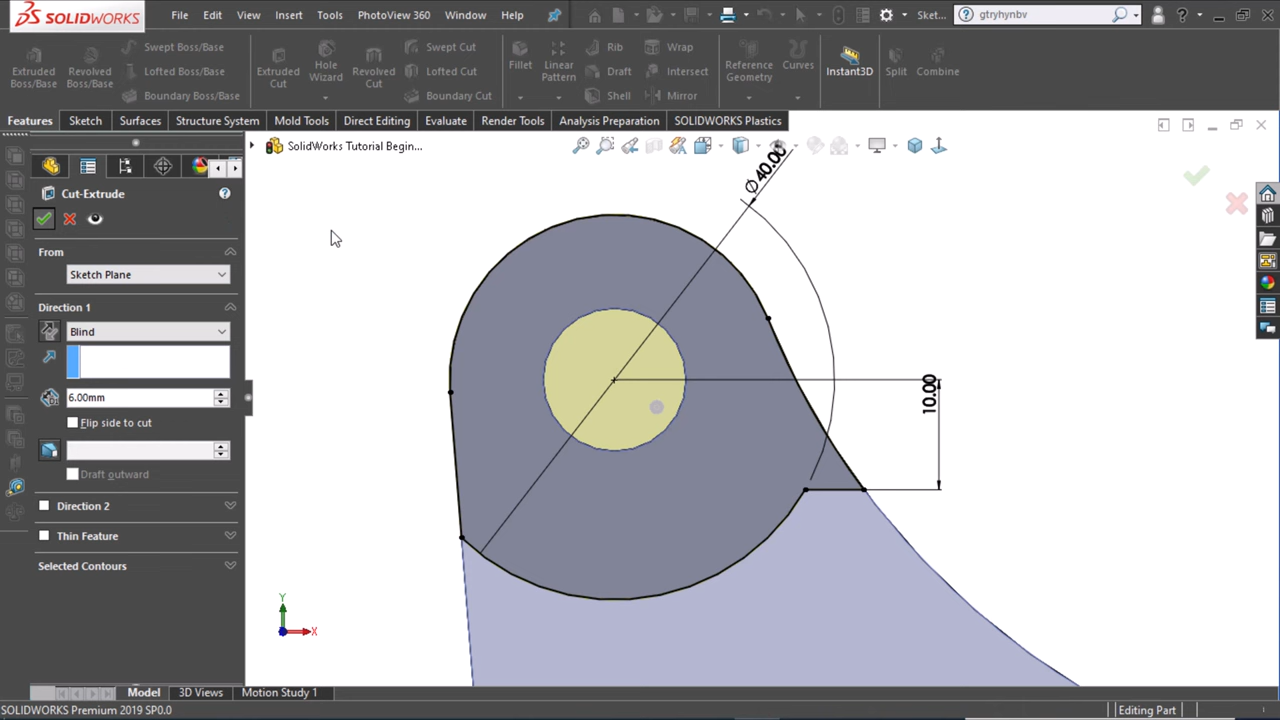 SOLIDWORKS
File Edit View Insert Tools PhotoView 360 Window Help
Sket...
gtryhynbv
Extruded Boss/Base
Revolved Boss/Base
Swept Boss/Base
Lofted Boss/Base
Boundary Boss/Base
Extruded Cut
Hole Wizard
Revolved Cut
Swept Cut
Lofted Cut
Boundary Cut
Fillet
Linear Pattern
Rib
Draft
Shell
Wrap
Intersect
Mirror
Reference Geometry
Curves
Instant3D
Split
Combine
Features Sketch Surfaces Structure System Mold Tools Direct Editing Evaluate Render Tools Analysis Preparation SOLIDWORKS Plastics
SolidWorks Tutorial Begin...
Cut-Extrude
From
Sketch Plane
Direction 1
Blind
6.00mm
Flip side to cut
Draft outward
Direction 2
Thin Feature
Selected Contours
Ø40.00
10.00
Y
X
Model 3D Views Motion Study 1
SOLIDWORKS Premium 2019 SP0.0
Editing Part